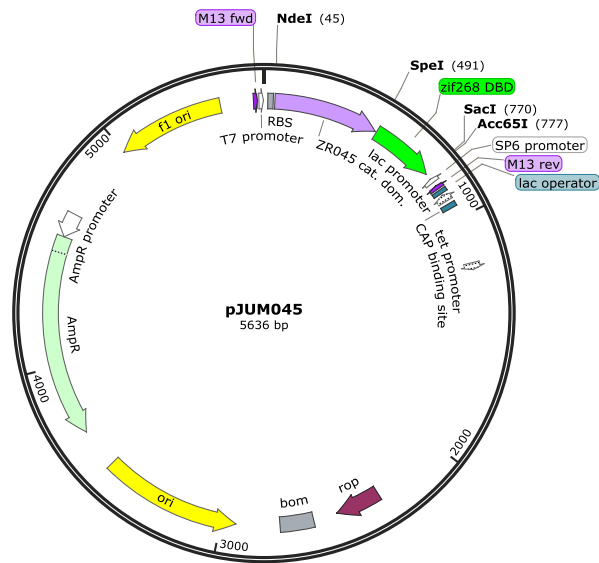 M13 fwd
NdeI (45)
SpeI (491)
zif268 DBD
SacI (770)
Acc65I (777)
SP6 promoter
M13 rev
lac operator
f1 ori
T7 promoter
RBS
ZR045 cat. dom.
lac promoter
CAP binding site
tet promoter
1000
2000
3000
4000
5000
AmpR promoter
AmpR
pJUM045
5636 bp
ori
bom
rop